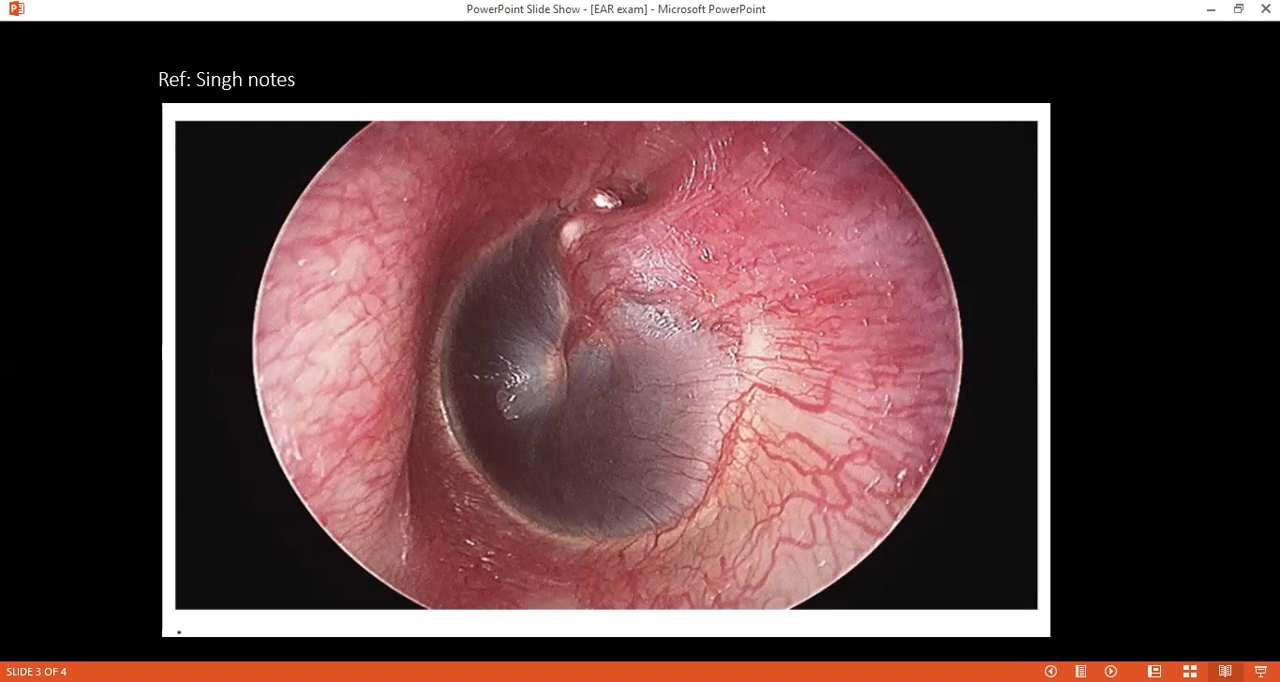 PowerPoint Slide Show - [EAR exam] - Microsoft PowerPoint
Ref: Singh notes
SLIDE 3 OF 4